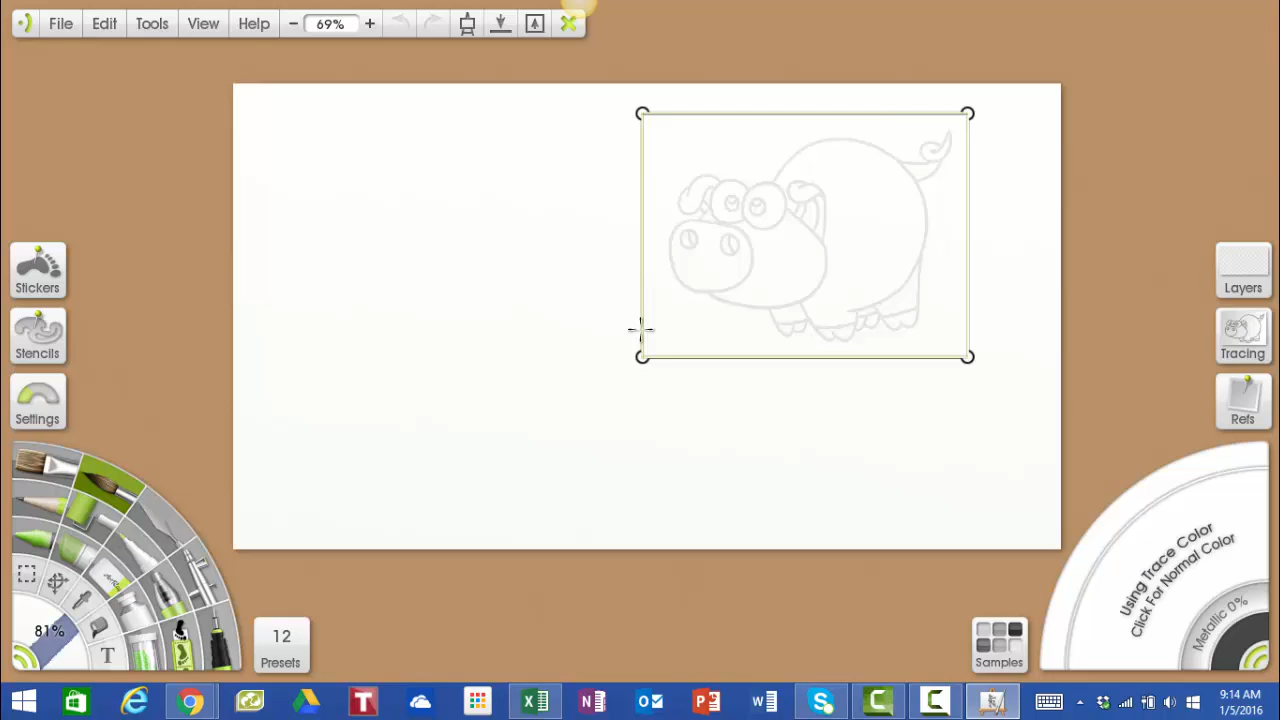 File Edit Tools View Help − 69% +
Stickers
Stencils
Settings
Layers
Tracing
Refs
81%
T
12
Presets
Samples
Using Trace Color
Click For Normal Color
Metallic 0%
9:14 AM
1/5/2016